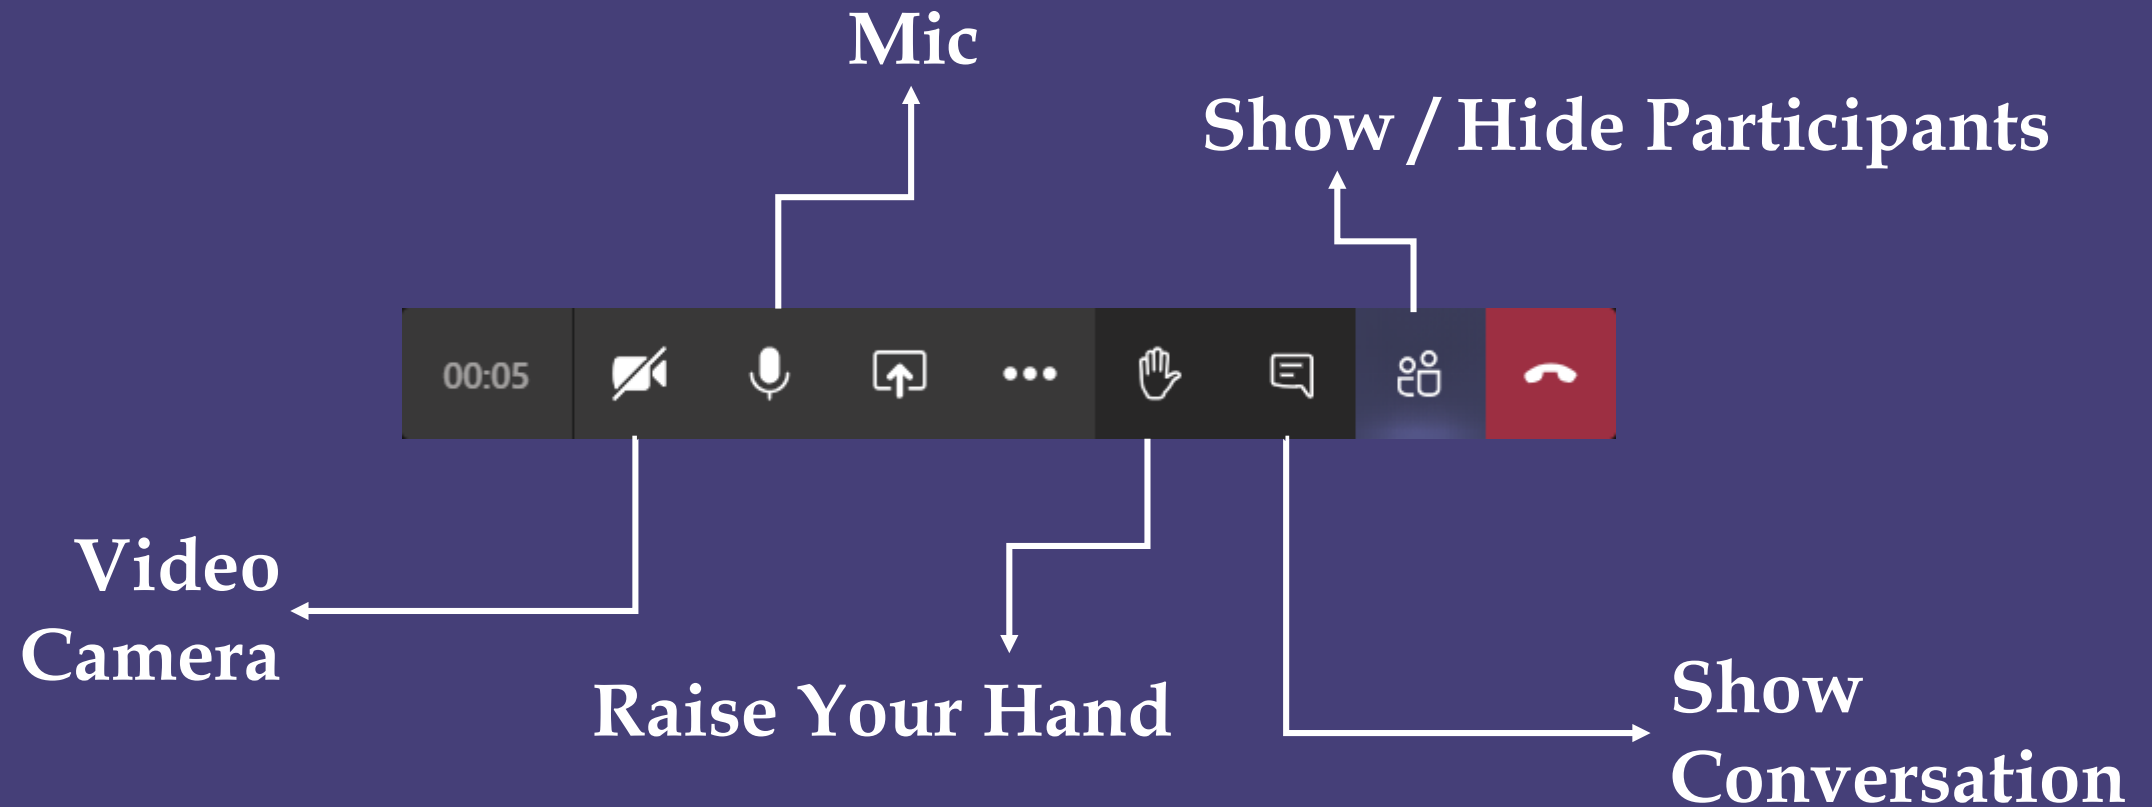 Mic
Show / Hide Participants
00:05
Video
Camera
Raise Your Hand
Show
Conversation